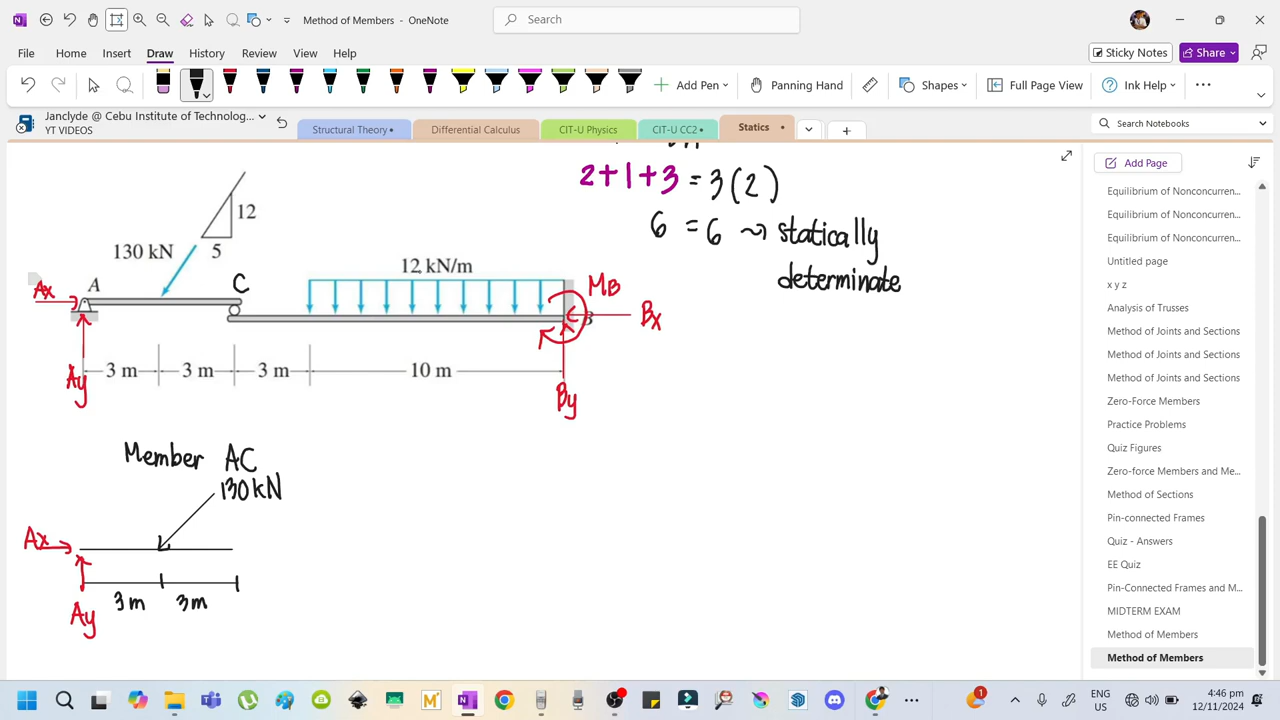 Method of Members - OneNote
Search
File Home Insert Draw History Review View Help
Sticky Notes
Share
Add Pen
Panning Hand
Shapes
Full Page View
Ink Help
Janclyde @ Cebu Institute of Technolog...
YT VIDEOS
Structural Theory
Differential Calculus
CIT-U Physics
CIT-U CC2
Statics
Search Notebooks
Add Page
2+1+3 = 3(2)
6 = 6 ⤳ statically
determinate
12
5
130 kN
12 kN/m
A
C
Ax
MB
B
Bx
3 m 3 m 3 m 10 m
Ay
By
Member AC
130kN
Ax
3m 3m
Ay
Equilibrium of Nonconcurren...
Equilibrium of Nonconcurren...
Equilibrium of Nonconcurren...
Untitled page
x y z
Analysis of Trusses
Method of Joints and Sections
Method of Joints and Sections
Method of Joints and Sections
Zero-Force Members
Practice Problems
Quiz Figures
Zero-force Members and Me...
Method of Sections
Pin-connected Frames
Quiz - Answers
EE Quiz
Pin-Connected Frames and M...
MIDTERM EXAM
Method of Members
Method of Members
1
ENG
US
4:46 pm
12/11/2024